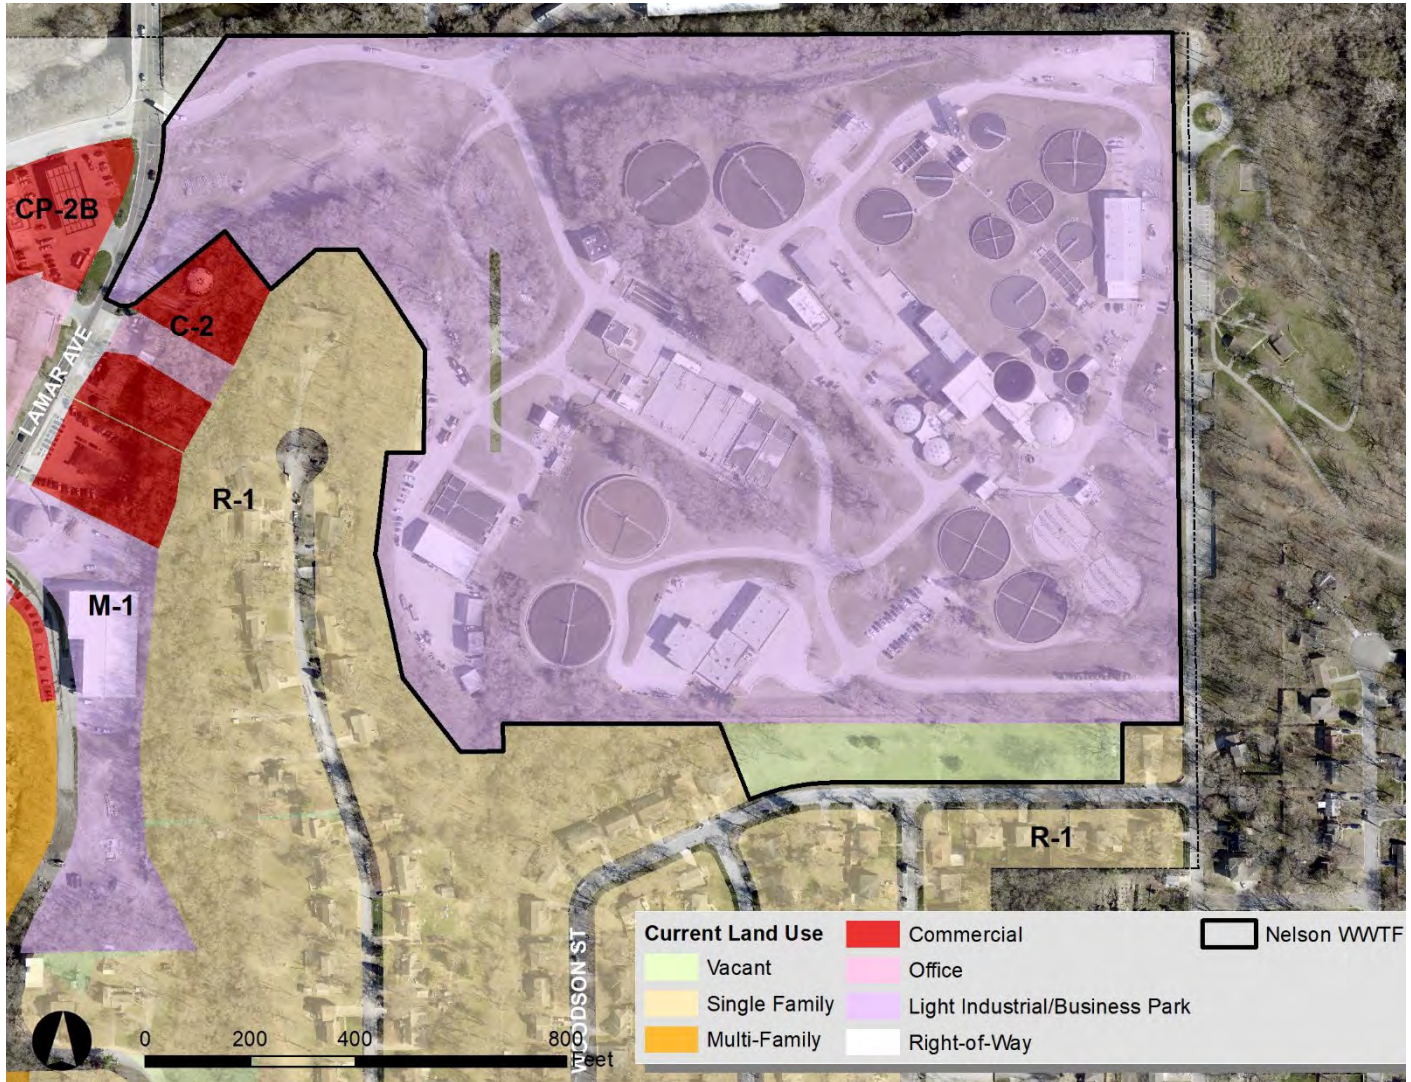 CP-2B
C-2
LAMAR AVE
R-1
M-1
R-1
WOODSON ST
Current Land Use
Vacant
Single Family
Multi-Family
Commercial
Office
Light Industrial/Business Park
Right-of-Way
Nelson WWTF
0 200 400 800
Feet